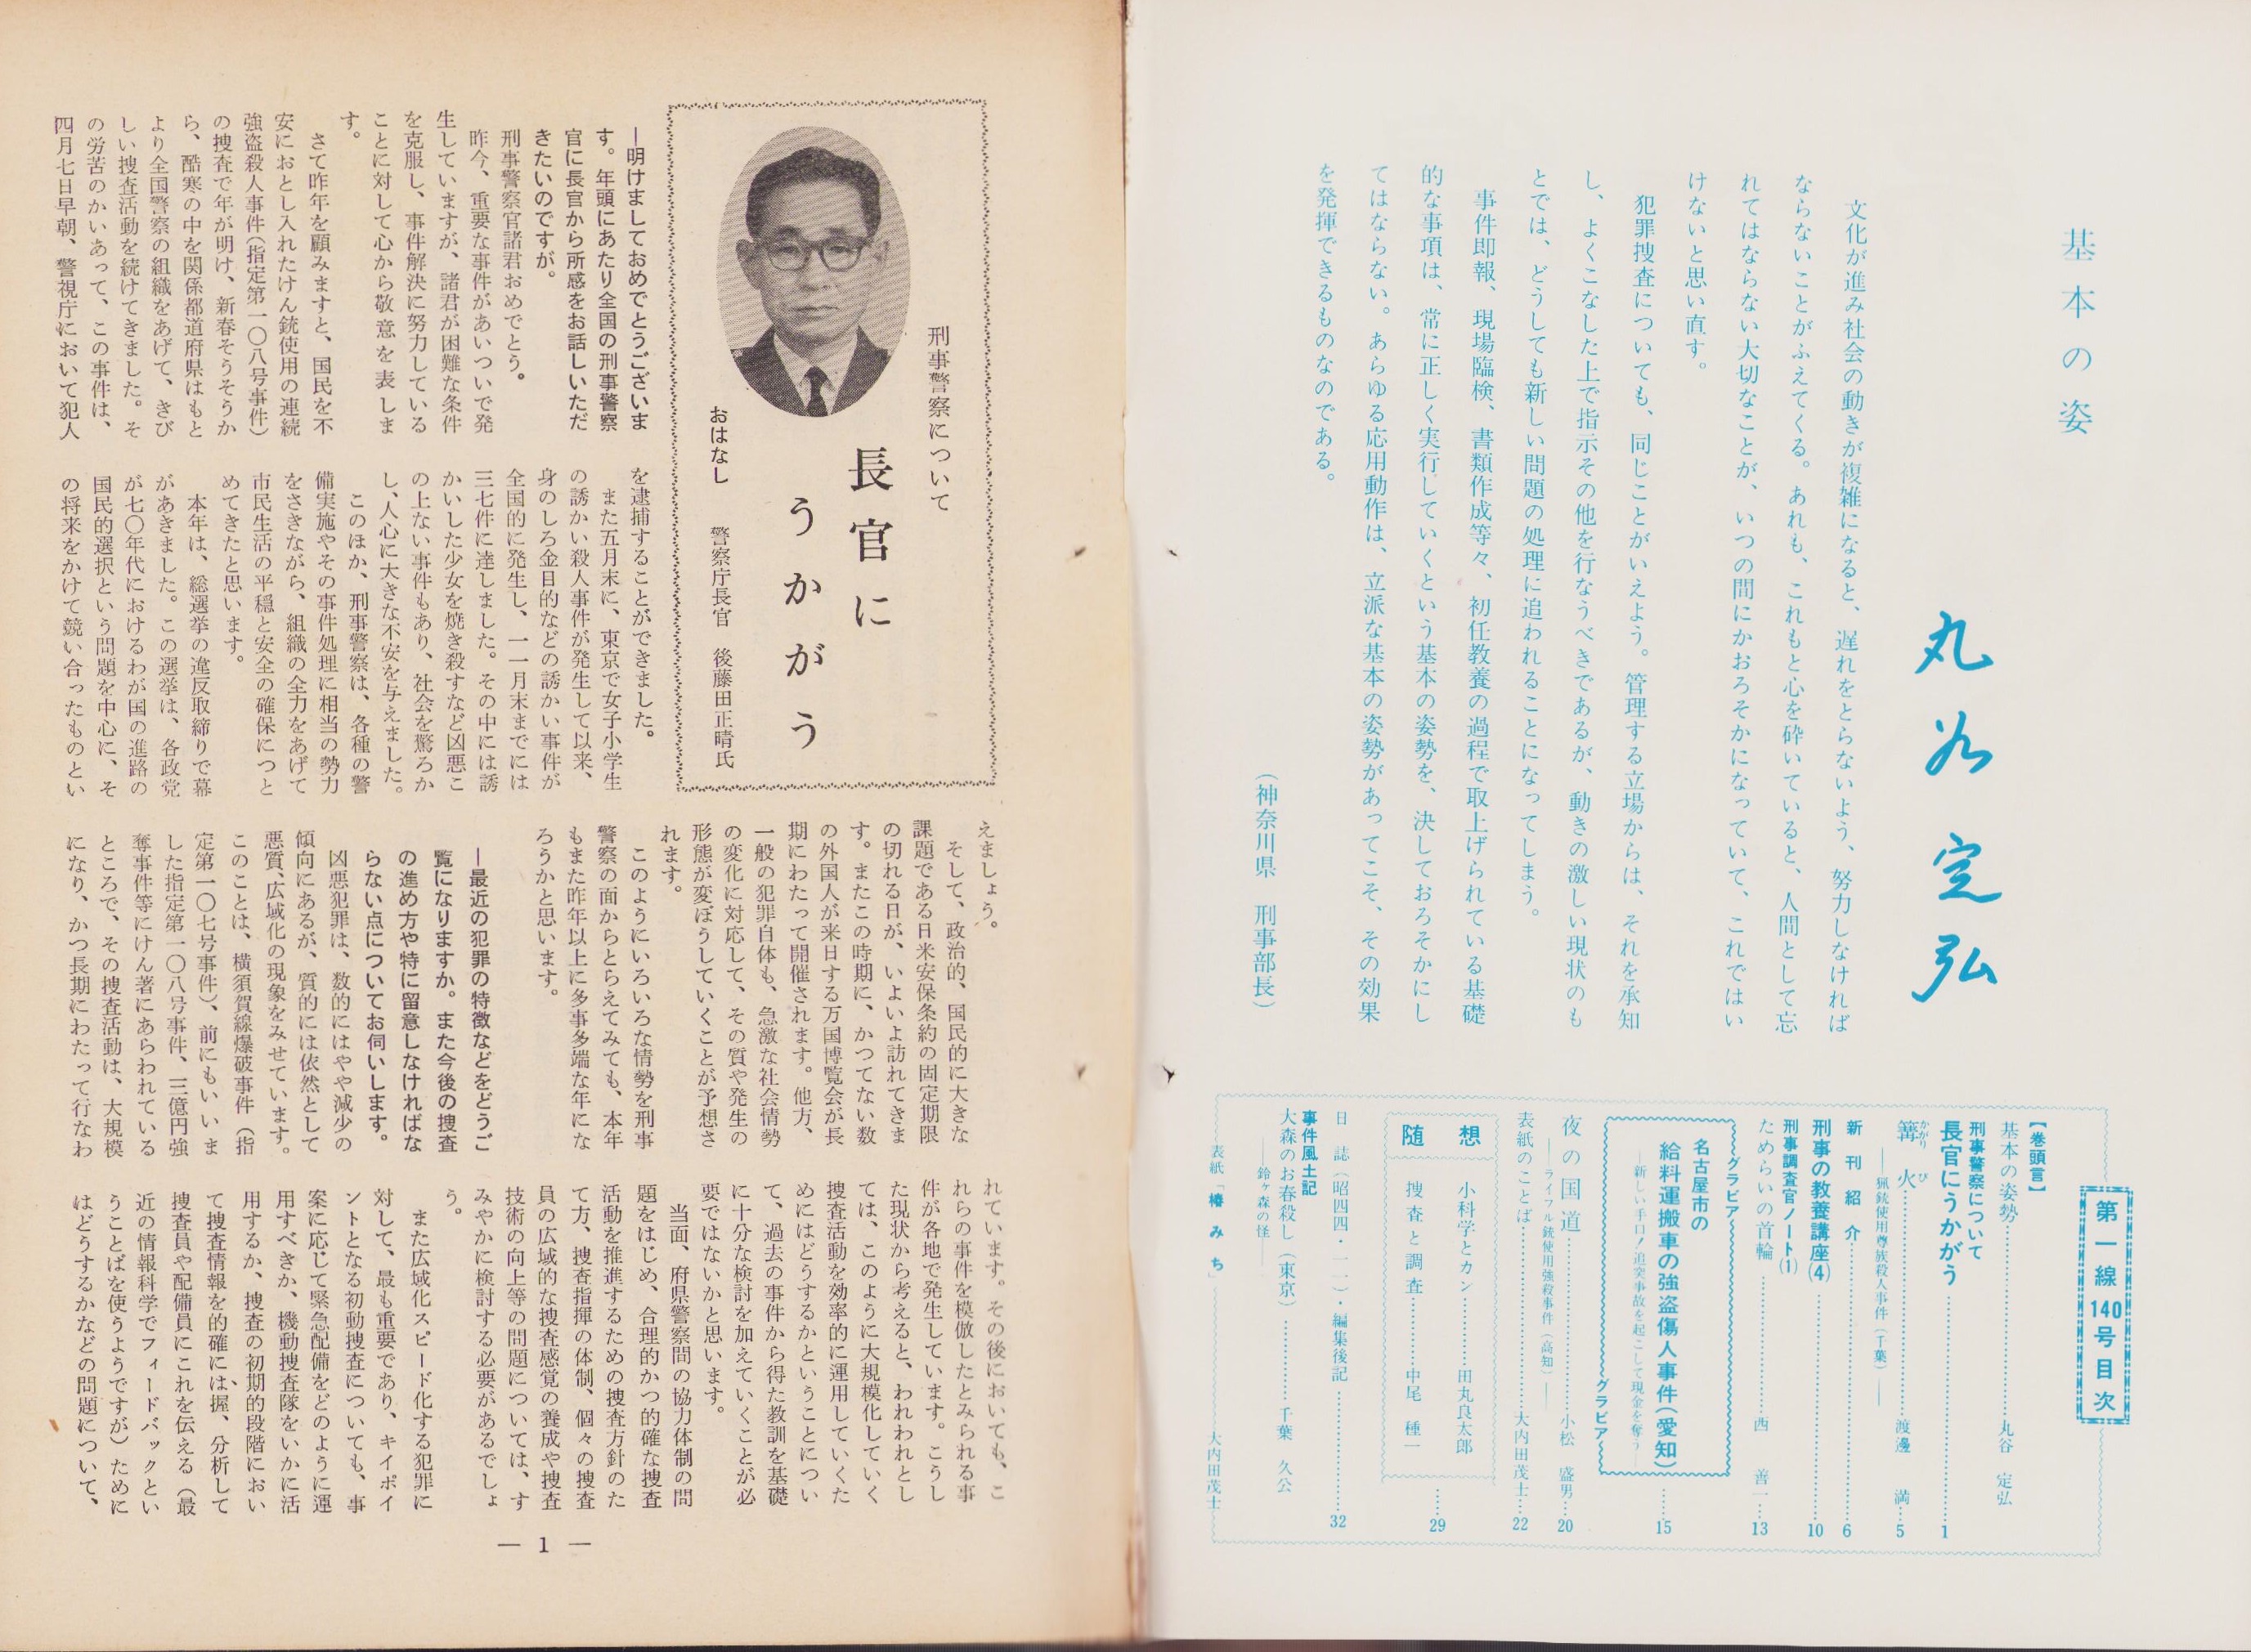 基本の姿
丸谷定弘
文化が進み社会の動きが複雑になると、遅れをとらないよう、努力しなければ
ならないことがふえてくる。あれも、これもと心を砕いていると、人間として忘
れてはならない大切なことが、いつの間にかおろそかになっていて、これではい
けないと思い直す。
犯罪捜査についても、同じことがいえよう。管理する立場からは、それを承知
し、よくこなした上で指示その他を行なうべきであるが、動きの激しい現状のも
とでは、どうしても新しい問題の処理に追われることになってしまう。
事件即報、現場臨検、書類作成等々、初任教養の過程で取上げられている基礎
的な事項は、常に正しく実行していくという基本の姿勢を、決しておろそかにし
てはならない。あらゆる応用動作は、立派な基本の姿勢があってこそ、その効果
を発揮できるものなのである。
（神奈川県 刑事部長）
第一線140号目次
【巻頭言】
基本の姿勢……丸谷 定弘
刑事警察について
長官にうかがう……1
篝火……渡邊 満…5
かがり び
―猟銃使用尊族殺人事件（千葉）―
新刊紹介……6
刑事の教養講座(4)……10
刑事調査官ノート(1)
ためらいの首輪……西 善一…13
グラビア
名古屋市の
給料運搬車の強盗傷人事件（愛知）……15
―新しい手口！追突事故を起こして現金を奪う―
グラビア
夜の国道……小松 盛男…20
―ライフル銃使用強殺事件（高知）―
表紙のことば……大内田茂士…22
随想
小科学とカン……田丸良太郎
捜査と調査……中尾 種一
……29
日誌（昭四四・一一）・編集後記……32
事件風土記
大森のお春殺し（東京）……千葉 久公
―鈴ヶ森の怪―
表紙「椿みち」……大内田茂士
刑事警察について
長官に
うかがう
おはなし 警察庁長官 後藤田正晴氏
―明けましておめでとうございま
す。年頭にあたり全国の刑事警察
官に長官から所感をお話しいただ
きたいのですが。
刑事警察官諸君おめでとう。
昨今、重要な事件があいついで発
生していますが、諸君が困難な条件
を克服し、事件解決に努力している
ことに対して心から敬意を表しま
す。
さて昨年を顧みますと、国民を不
安におとし入れたけん銃使用の連続
強盗殺人事件（指定第一〇八号事件）
の捜査で年が明け、新春そうそうか
ら、酷寒の中を関係都道府県はもと
より全国警察の組織をあげて、きび
しい捜査活動を続けてきました。そ
の労苦のかいあって、この事件は、
四月七日早朝、警視庁において犯人
を逮捕することができました。
また五月末に、東京で女子小学生
の誘かい殺人事件が発生して以来、
身のしろ金目的などの誘かい事件が
全国的に発生し、一一月末までには
三七件に達しました。その中には誘
かいした少女を焼き殺すなど凶悪こ
の上ない事件もあり、社会を驚ろか
し、人心に大きな不安を与えました。
このほか、刑事警察は、各種の警
備実施やその事件処理に相当の勢力
をさきながら、組織の全力をあげて
市民生活の平穏と安全の確保につと
めてきたと思います。
本年は、総選挙の違反取締りで幕
があきました。この選挙は、各政党
が七〇年代におけるわが国の進路の
国民的選択という問題を中心に、そ
の将来をかけて競い合ったものとい
えましょう。
そして、政治的、国民的に大きな
課題である日米安保条約の固定期限
の切れる日が、いよいよ訪れてきま
す。またこの時期に、かつてない数
の外国人が来日する万国博覧会が長
期にわたって開催されます。他方、
一般の犯罪自体も、急激な社会情勢
の変化に対応して、その質や発生の
形態が変ぼうしていくことが予想さ
れます。
このようにいろいろな情勢を刑事
警察の面からとらえてみても、本年
もまた昨年以上に多事多端な年にな
ろうかと思います。
―最近の犯罪の特徴などをどうご
覧になりますか。また今後の捜査
の進め方や特に留意しなければな
らない点についてお伺いします。
凶悪犯罪は、数的にはやや減少の
傾向にあるが、質的には依然として
悪質、広域化の現象をみせています。
このことは、横須賀線爆破事件（指
定第一〇七号事件）、前にもいいま
した指定第一〇八号事件、三億円強
奪事件等にけん著にあらわれている
ところで、その捜査活動は、大規模
になり、かつ長期にわたって行なわ
れています。その後においても、こ
れらの事件を模倣したとみられる事
件が各地で発生しています。こうし
た現状から考えると、われわれとし
ては、このように大規模化していく
捜査活動を効率的に運用していくた
めにはどうするかということについ
て、過去の事件から得た教訓を基礎
に十分な検討を加えていくことが必
要ではないかと思います。
当面、府県警察間の協力体制の問
題をはじめ、合理的かつ的確な捜査
活動を推進するための捜査方針のた
て方、捜査指揮の体制、個々の捜査
員の広域的な捜査感覚の養成や捜査
技術の向上等の問題については、す
みやかに検討する必要があるでしょ
う。
また広域化スピード化する犯罪に
対して、最も重要であり、キイポイ
ントとなる初動捜査についても、事
案に応じて緊急配備をどのように運
用すべきか、機動捜査隊をいかに活
用するか、捜査の初期的段階におい
て捜査情報を的確には握、分析して
捜査員や配備員にこれを伝える（最
近の情報科学でフィードバックとい
うことばを使うようですが）ために
はどうするかなどの問題について、
― 1 ―